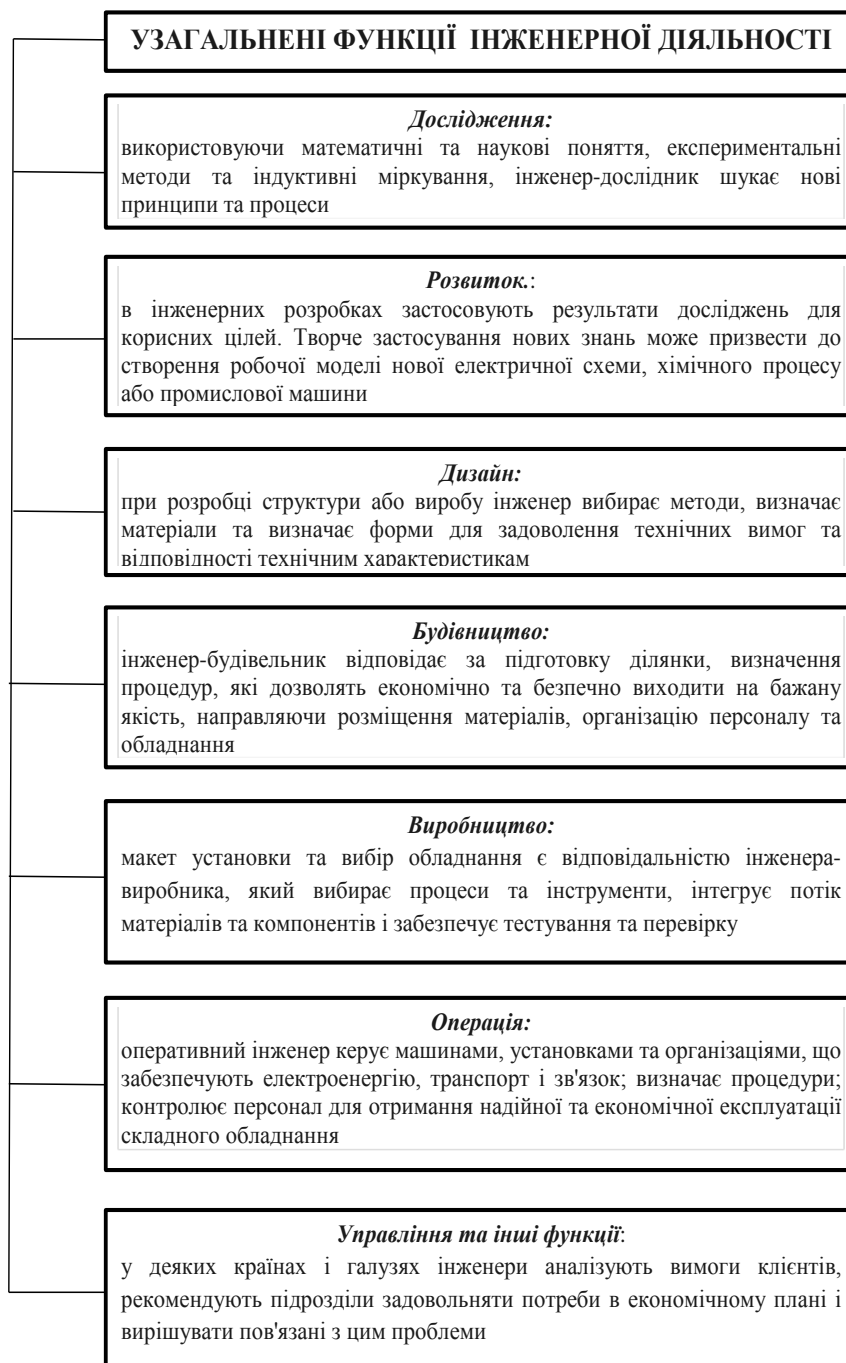 УЗАГАЛЬНЕНІ ФУНКЦІЇ ІНЖЕНЕРНОЇ ДІЯЛЬНОСТІ
Дослідження:
використовуючи математичні та наукові поняття, експериментальні
методи та індуктивні міркування, інженер-дослідник шукає нові
принципи та процеси
Розвиток.:
в інженерних розробках застосовують результати досліджень для
корисних цілей. Творче застосування нових знань може призвести до
створення робочої моделі нової електричної схеми, хімічного процесу
або промислової машини
Дизайн:
при розробці структури або виробу інженер вибирає методи, визначає
матеріали та визначає форми для задоволення технічних вимог та
відповідності технічним характеристикам
Будівництво:
інженер-будівельник відповідає за підготовку ділянки, визначення
процедур, які дозволять економічно та безпечно виходити на бажану
якість, направляючи розміщення матеріалів, організацію персоналу та
обладнання
Виробництво:
макет установки та вибір обладнання є відповідальністю інженера-
виробника, який вибирає процеси та інструменти, інтегрує потік
матеріалів та компонентів і забезпечує тестування та перевірку
Операція:
оперативний інженер керує машинами, установками та організаціями, що
забезпечують електроенергію, транспорт і зв'язок; визначає процедури;
контролює персонал для отримання надійної та економічної експлуатації
складного обладнання
Управління та інші функції:
у деяких країнах і галузях інженери аналізують вимоги клієнтів,
рекомендують підрозділи задовольняти потреби в економічному плані і
вирішувати пов'язані з цим проблеми